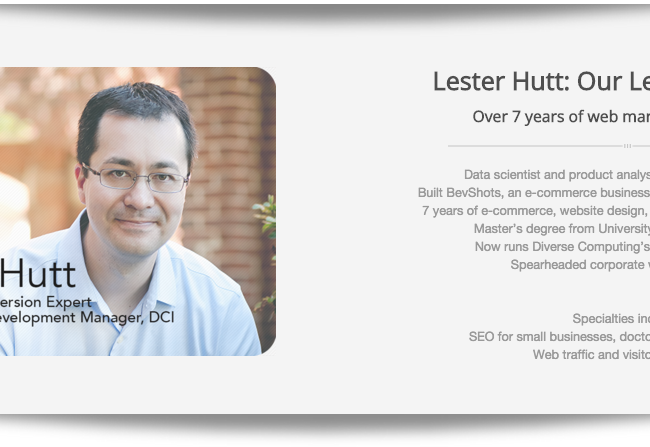 Lester Hutt: Our Le
Over 7 years of web mar
Data scientist and product analys
Built BevShots, an e-commerce business
7 years of e-commerce, website design,
Master's degree from University
Now runs Diverse Computing's
Spearheaded corporate w
Specialties inc
SEO for small businesses, docto
Web traffic and visito
Hutt
ersion Expert
evelopment Manager, DCI